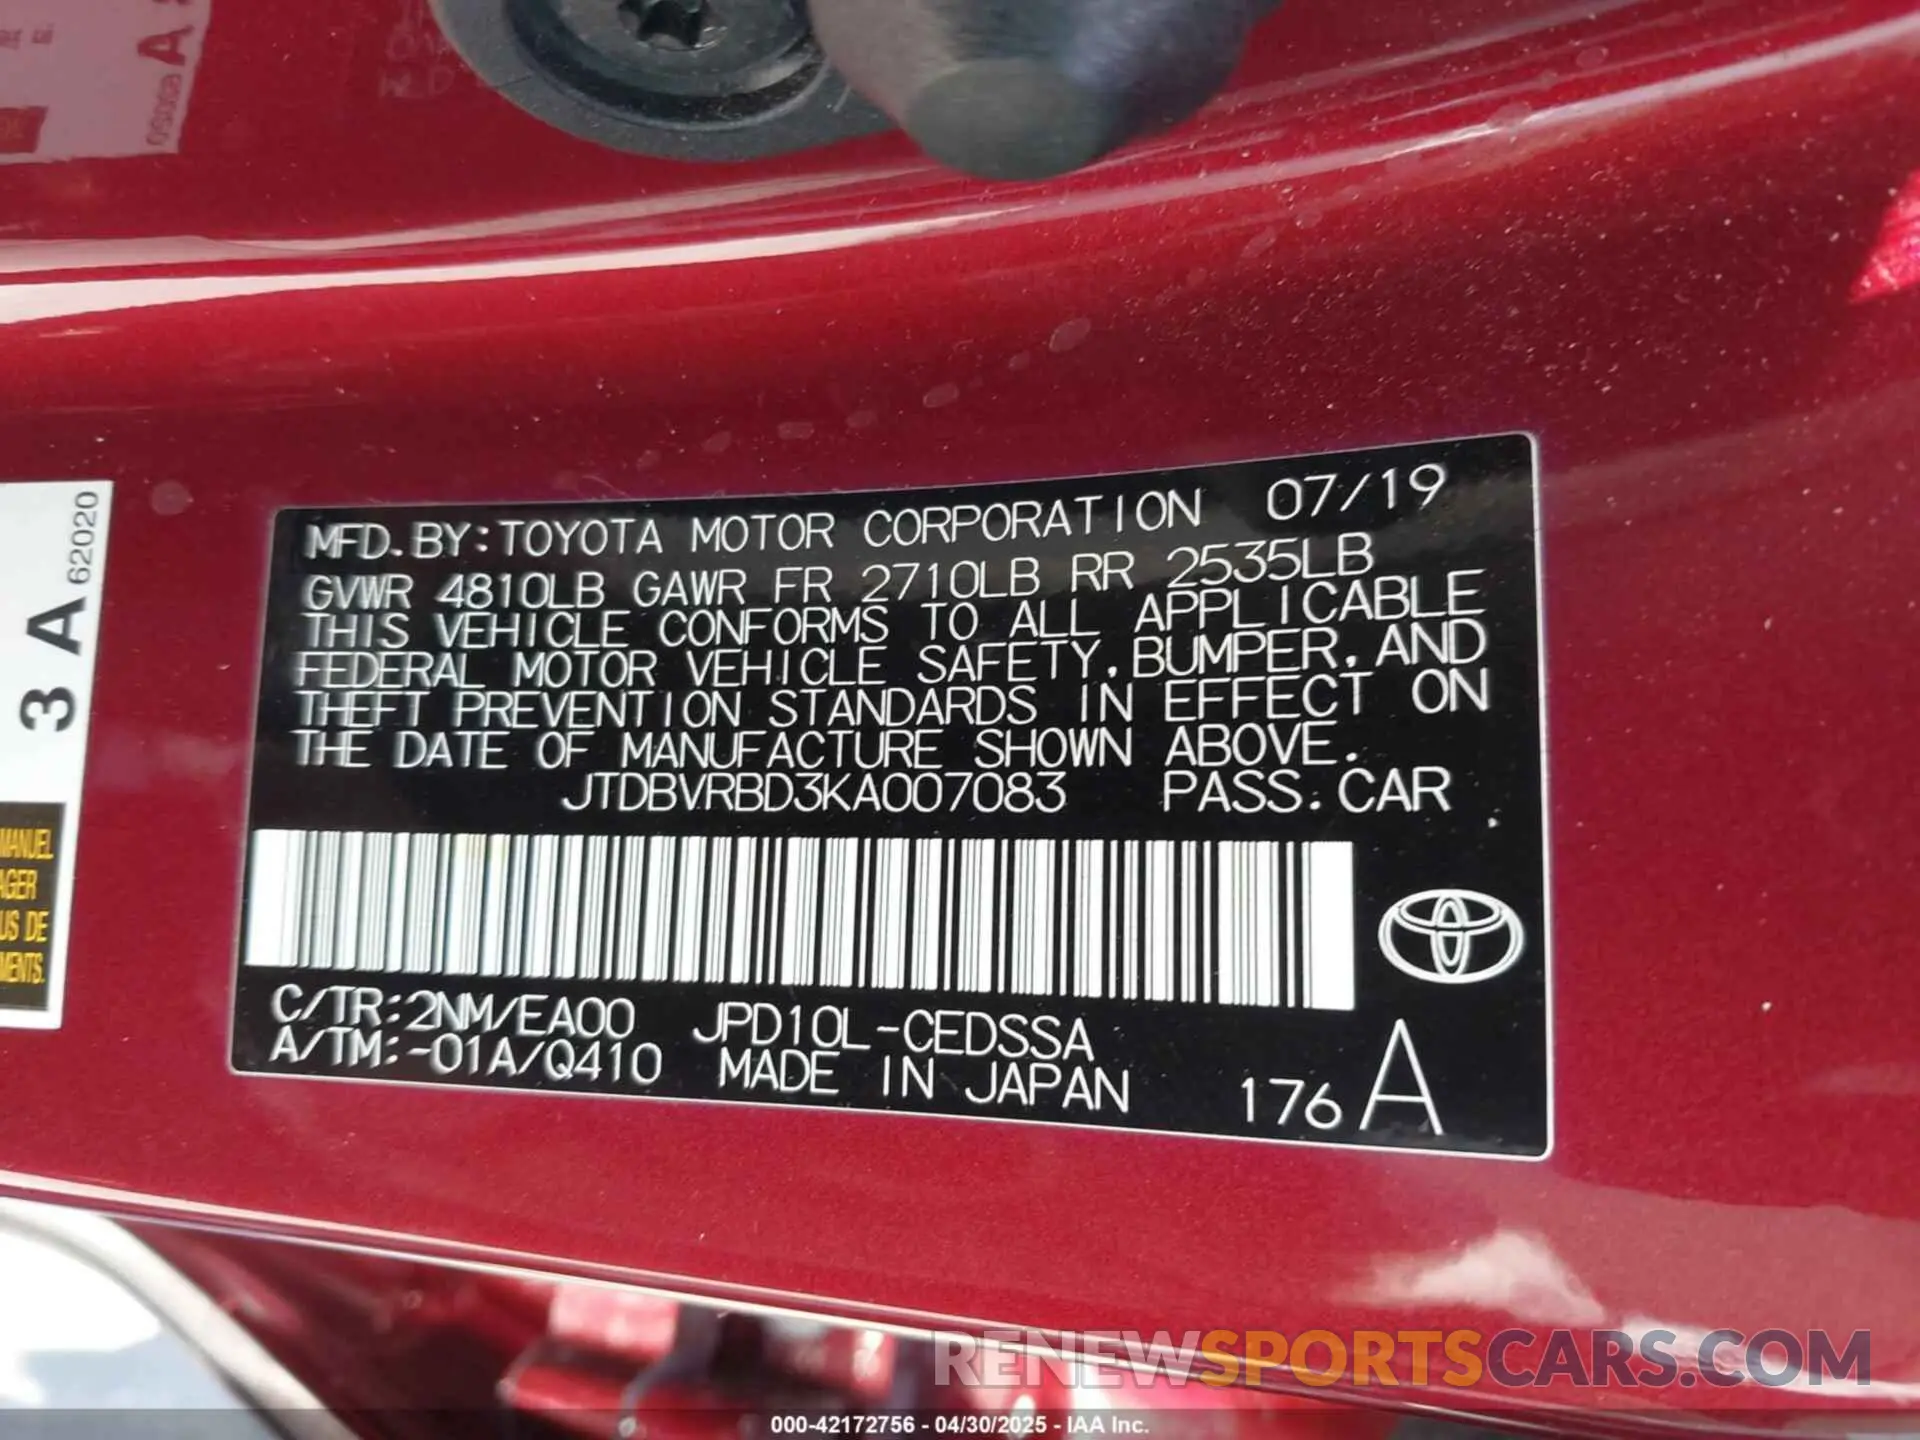 MFD. BY: TOYOTA MOTOR CORPORATION 07/19
GVWR 4810LB GAWR FR 2710LB RR 2535LB
THIS VEHICLE CONFORMS TO ALL APPLICABLE
FEDERAL MOTOR VEHICLE SAFETY, BUMPER, AND
THEFT PREVENTION STANDARDS IN EFFECT ON
THE DATE OF MANUFACTURE SHOWN ABOVE.
JTDBVRBD3KA007083 PASS. CAR
C/TR: 2NM/EA00 JPD10L-CEDSSA
A/TM: -01A/Q410 MADE IN JAPAN
176 A
3 A 62020
MANUEL
US DE
RENEWSPORTSCARS.COM
000-42172756 - 04/30/2025 - IAA Inc.